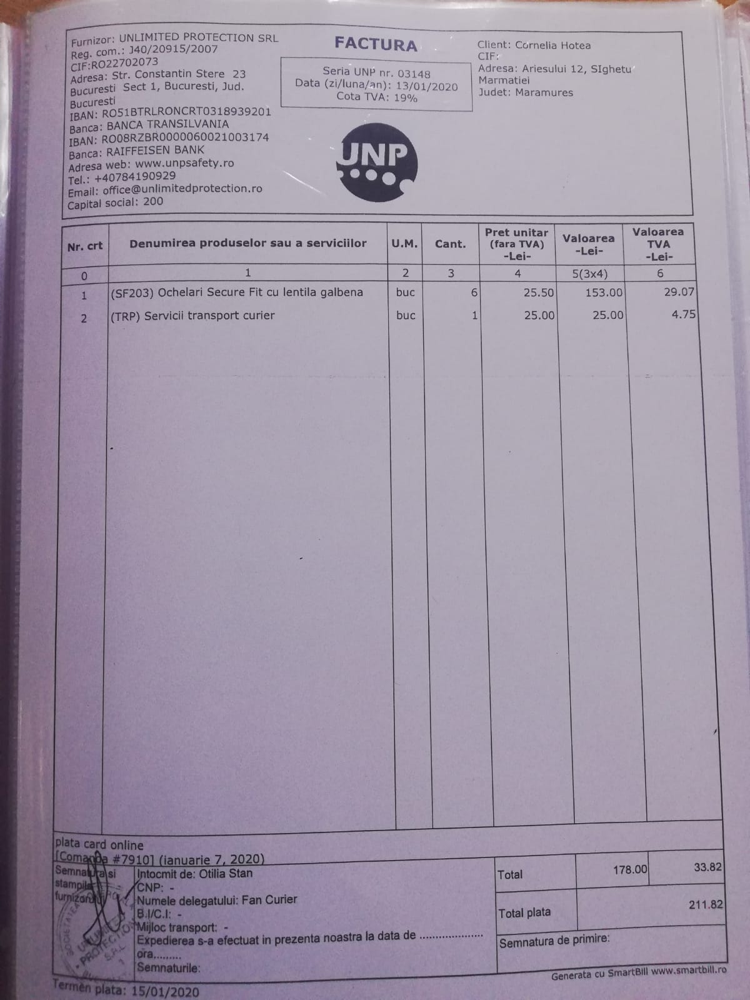 Furnizor: UNLIMITED PROTECTION SRL
Reg. com.: J40/20915/2007
CIF:RO22702073
Adresa: Str. Constantin Stere 23
Bucuresti Sect 1, Bucuresti, Jud.
Bucuresti
IBAN: RO51BTRLRONCRT0318939201
Banca: BANCA TRANSILVANIA
IBAN: RO08RZBR0000060021003174
Banca: RAIFFEISEN BANK
Adresa web: www.unpsafety.ro
Tel.: +40784190929
Email: office@unlimitedprotection.ro
Capital social: 200
FACTURA
Seria UNP nr. 03148
Data (zi/luna/an): 13/01/2020
Cota TVA: 19%
UNP
Client: Cornelia Hotea
CIF:
Adresa: Ariesului 12, SIghetu
Marmatiei
Judet: Maramures
Nr. crt Denumirea produselor sau a serviciilor U.M. Cant. Pret unitar (fara TVA) -Lei- Valoarea -Lei- Valoarea TVA -Lei-
0 1 2 3 4 5(3x4) 6
1 (SF203) Ochelari Secure Fit cu lentila galbena buc 6 25.50 153.00 29.07
2 (TRP) Servicii transport curier buc 1 25.00 25.00 4.75
plata card online
[Comanda #7910] (ianuarie 7, 2020)
Semnatura si
stampila
furnizorului
Intocmit de: Otilia Stan
CNP: -
Numele delegatului: Fan Curier
B.I/C.I: -
Mijloc transport: -
Expedierea s-a efectuat in prezenta noastra la data de ...................
ora.........
Semnaturile:
SOCIETATEA
UNLIMITED
PROTECTION
S.R.L.
1
Total 178.00 33.82
Total plata 211.82
Semnatura de primire:
Termen plata: 15/01/2020
Generata cu SmartBill www.smartbill.ro